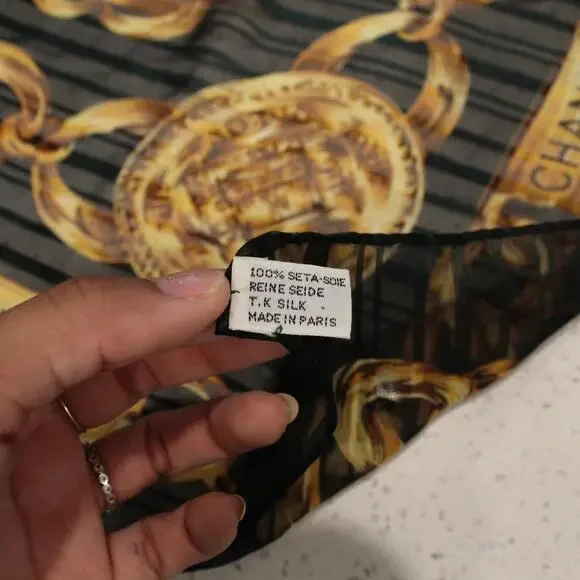 CHAN
100% SETA-SOIE
REINE SEIDE
T.K SILK
MADE IN PARIS